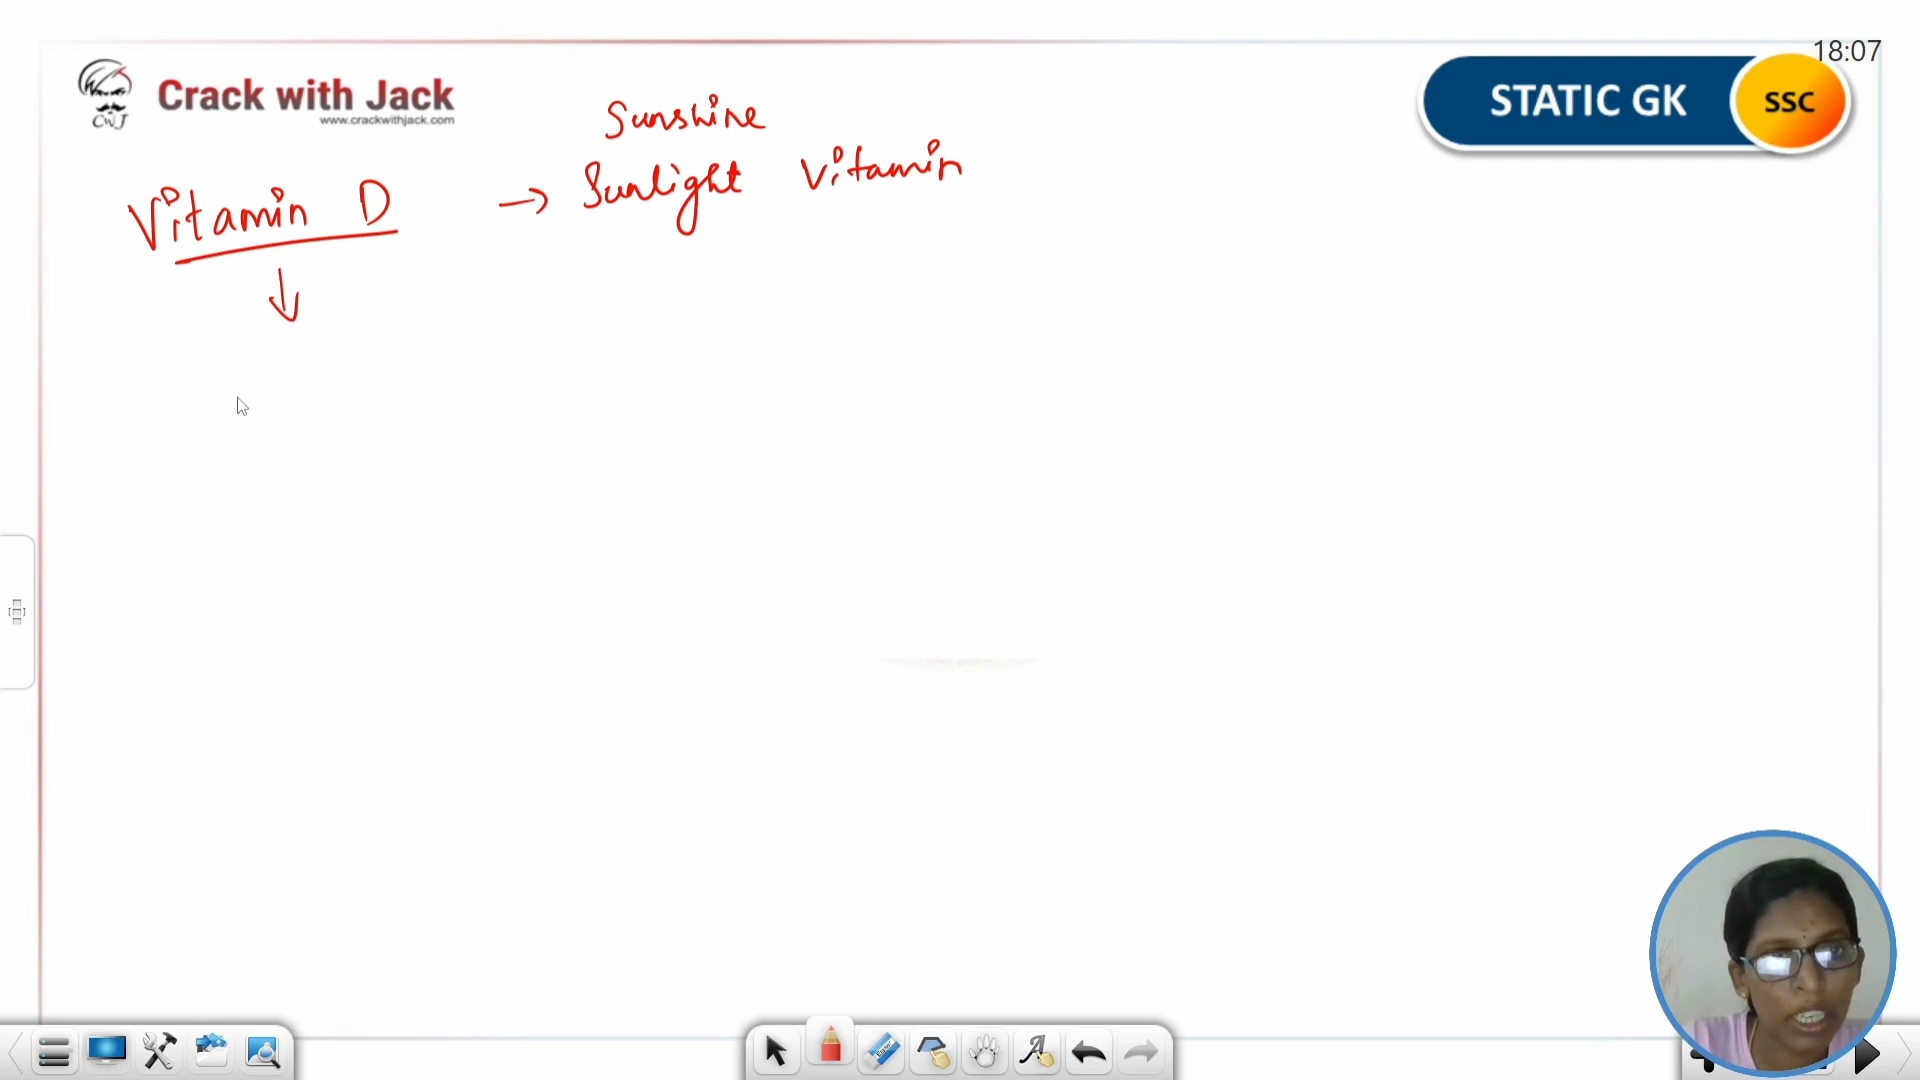 18:07
Crack with Jack
www.crackwithjack.com
CWJ
STATIC GK
SSC
Sunshine
Vitamin D → Sunlight Vitamin
↓